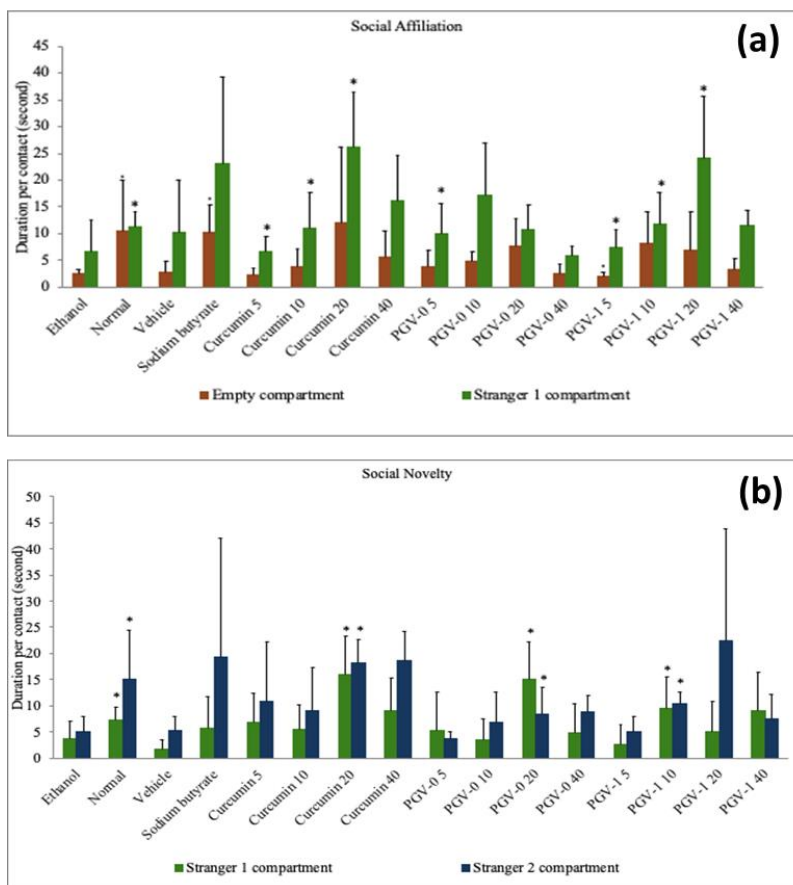 Social Affiliation
(a)
Duration per contact (second)
45
40
35
30
25
20
15
10
5
0
* * * * * * * * * * *
Ethanol
Normal
Vehicle
Sodium butyrate
Curcumin 5
Curcumin 10
Curcumin 20
Curcumin 40
PGV-0 5
PGV-0 10
PGV-0 20
PGV-0 40
PGV-1 5
PGV-1 10
PGV-1 20
PGV-1 40
Empty compartment
Stranger 1 compartment
Social Novelty
(b)
Duration per contact (second)
50
45
40
35
30
25
20
15
10
5
0
* * * * * * * *
Ethanol
Normal
Vehicle
Sodium butyrate
Curcumin 5
Curcumin 10
Curcumin 20
Curcumin 40
PGV-0 5
PGV-0 10
PGV-0 20
PGV-0 40
PGV-1 5
PGV-1 10
PGV-1 20
PGV-1 40
Stranger 1 compartment
Stranger 2 compartment